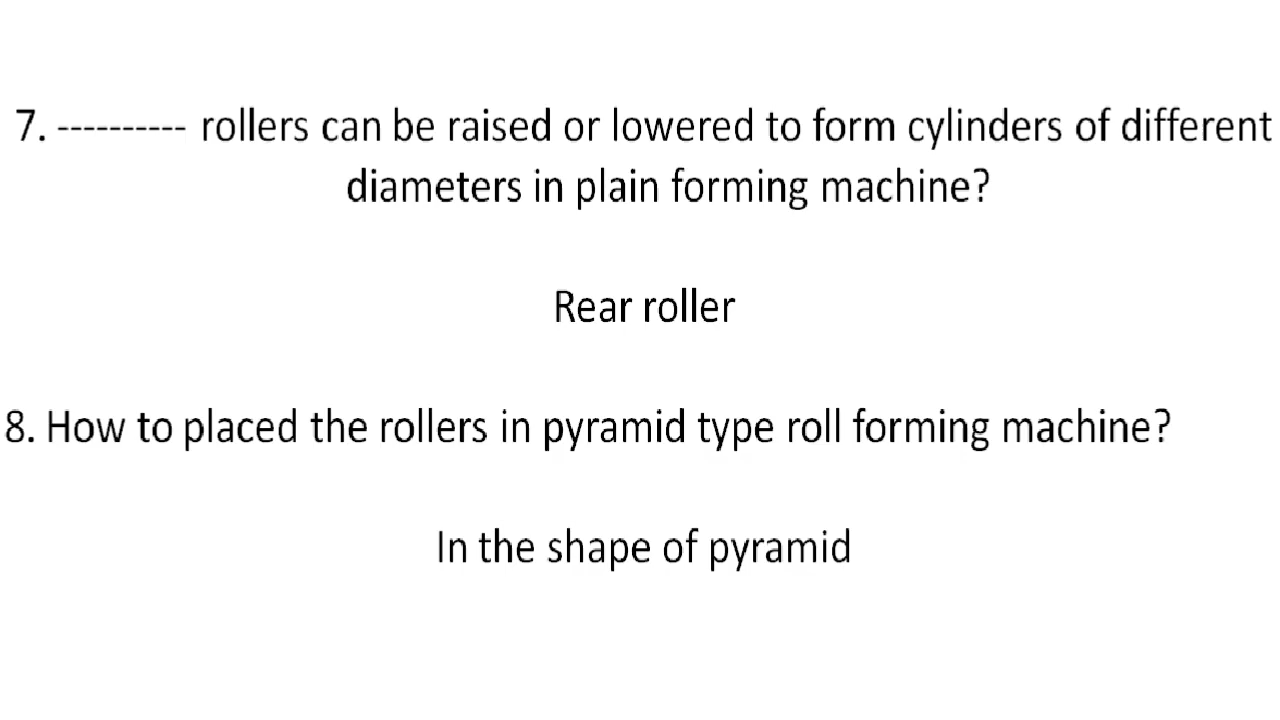 7. ---------- rollers can be raised or lowered to form cylinders of different
diameters in plain forming machine?
Rear roller
8. How to placed the rollers in pyramid type roll forming machine?
In the shape of pyramid